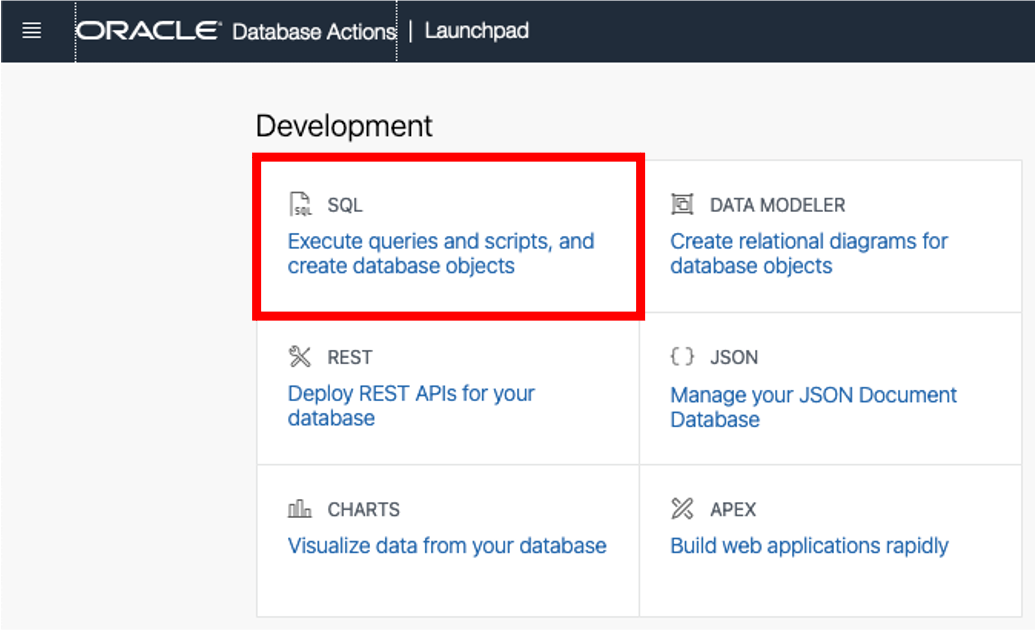 ORACLE® Database Actions | Launchpad
Development
SQL
Execute queries and scripts, and
create database objects
DATA MODELER
Create relational diagrams for
database objects
REST
Deploy REST APIs for your
database
JSON
Manage your JSON Document
Database
CHARTS
Visualize data from your database
APEX
Build web applications rapidly